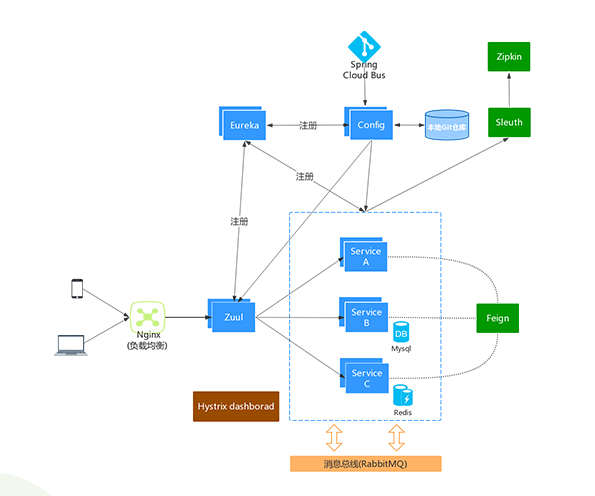 Spring
Cloud Bus
Zipkin
Eureka
注册
Config
本地Git仓库
Sleuth
注册
注册
Service
A
Nginx
(负载均衡)
Zuul
Service
B
DB
Mysql
Feign
Service
C
Redis
Hystrix dashborad
消息总线(RabbitMQ)